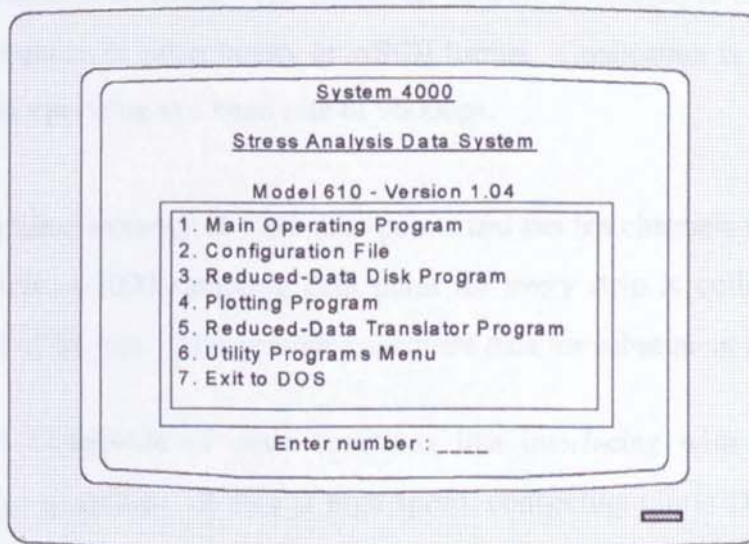 System 4000
Stress Analysis Data System
Model 610 - Version 1.04
1. Main Operating Program
2. Configuration File
3. Reduced-Data Disk Program
4. Plotting Program
5. Reduced-Data Translator Program
6. Utility Programs Menu
7. Exit to DOS
Enter number : ____